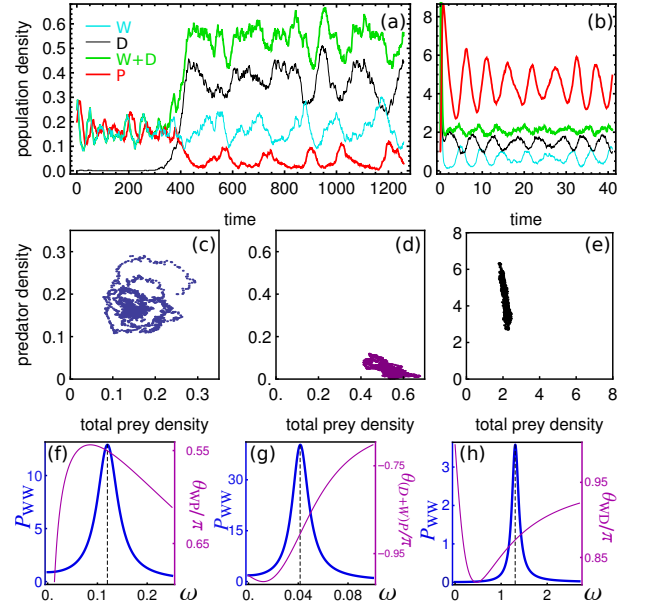 (a)
W
D
W+D
P
population density
0.6
0.5
0.4
0.3
0.2
0.1
0.0
0 200 400 600 800 1000 1200
time
(b)
8
6
4
2
0
0 10 20 30 40
time
(c)
predator density
0.3
0.2
0.1
0
0. 0.1 0.2 0.3
total prey density
(d)
0.6
0.4
0.2
0.
0. 0.2 0.4 0.6
total prey density
(e)
8
6
4
2
0
0 2 4 6 8
total prey density
(f)
P_WW
10
5
0
0. 0.1 0.2 ω
0.55
0.65
θ_WP/π
(g)
P_WW
30
15
0
0. 0.04 0.08 ω
-0.75
-0.95
θ_(D+W)P/π
(h)
P_WW
3
2
1
0
0 1 2 ω
0.95
0.85
θ_WD/π